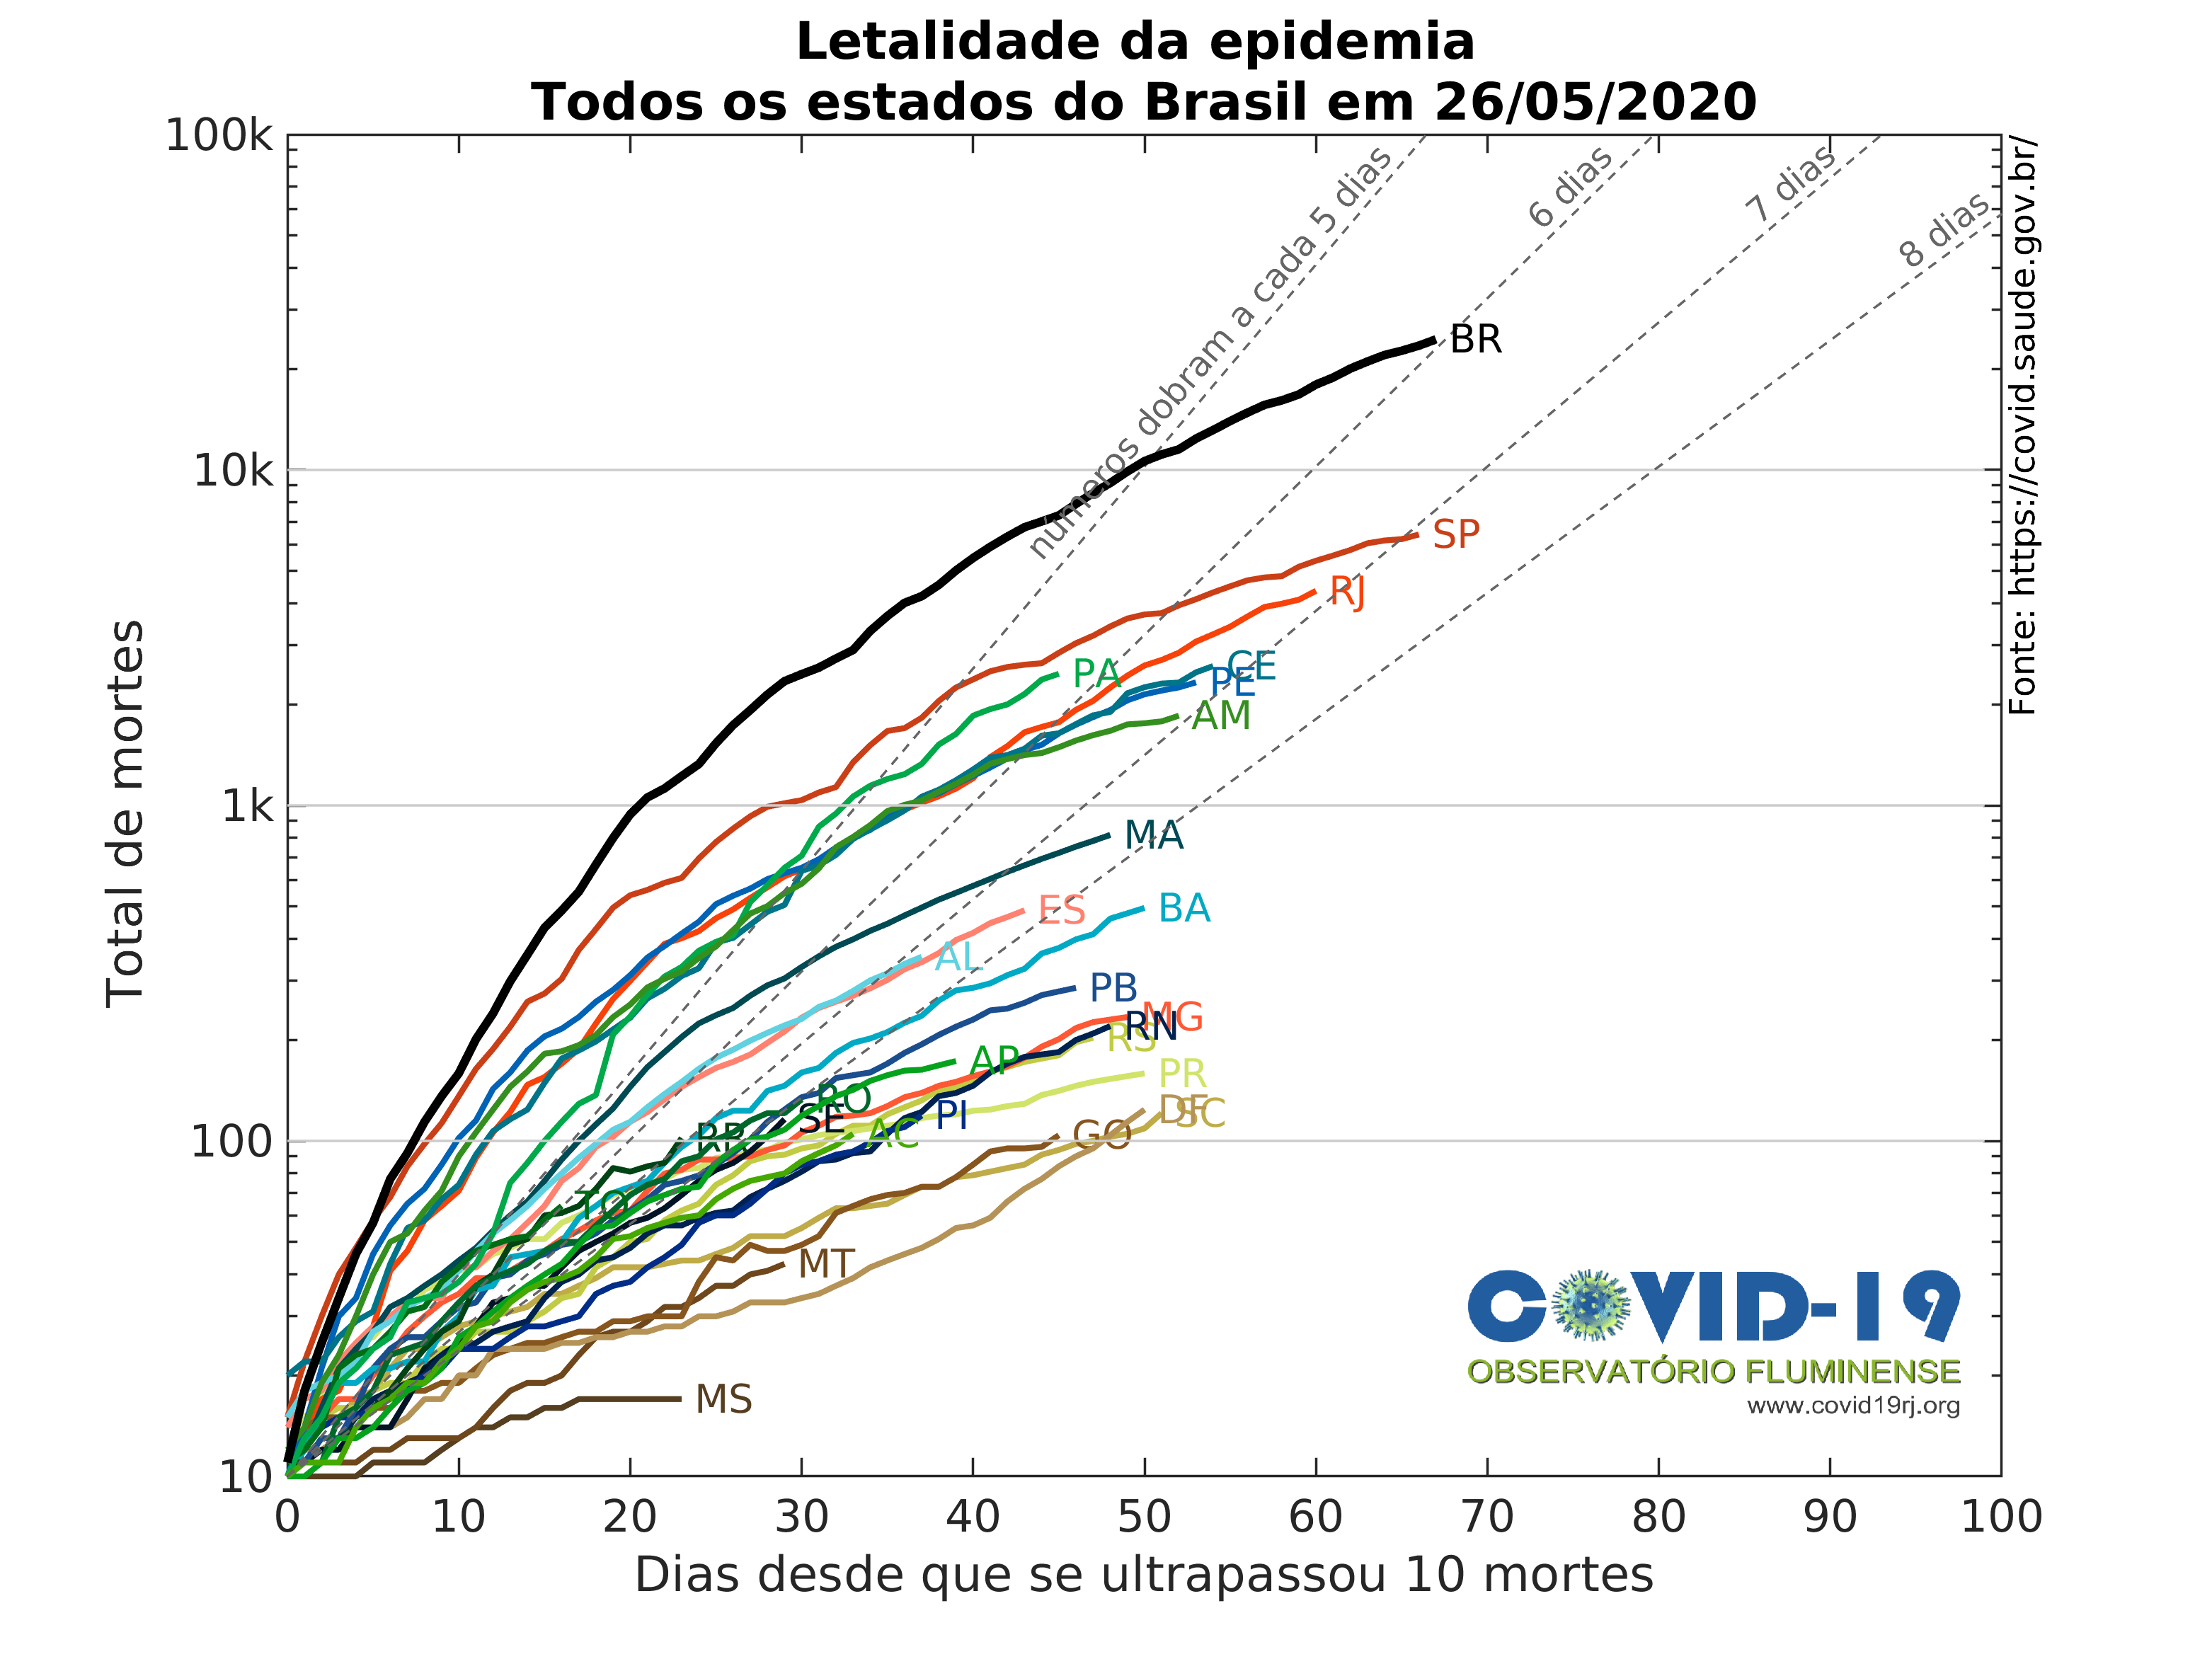 Letalidade da epidemia
Todos os estados do Brasil em 26/05/2020
100k
10k
1k
100
10
Total de mortes
0 10 20 30 40 50 60 70 80 90 100
Dias desde que se ultrapassou 10 mortes
números dobram a cada 5 dias
6 dias
7 dias
8 dias
Fonte: https://covid.saude.gov.br/
BR
SP
RJ
PA
CE
PE
AM
MA
ES
BA
AL
PB
MG
RN
RS
AP
PR
RO
SE
PI
DF
SC
AC
GO
RR
TO
MT
MS
COVID-19
OBSERVATÓRIO FLUMINENSE
www.covid19rj.org